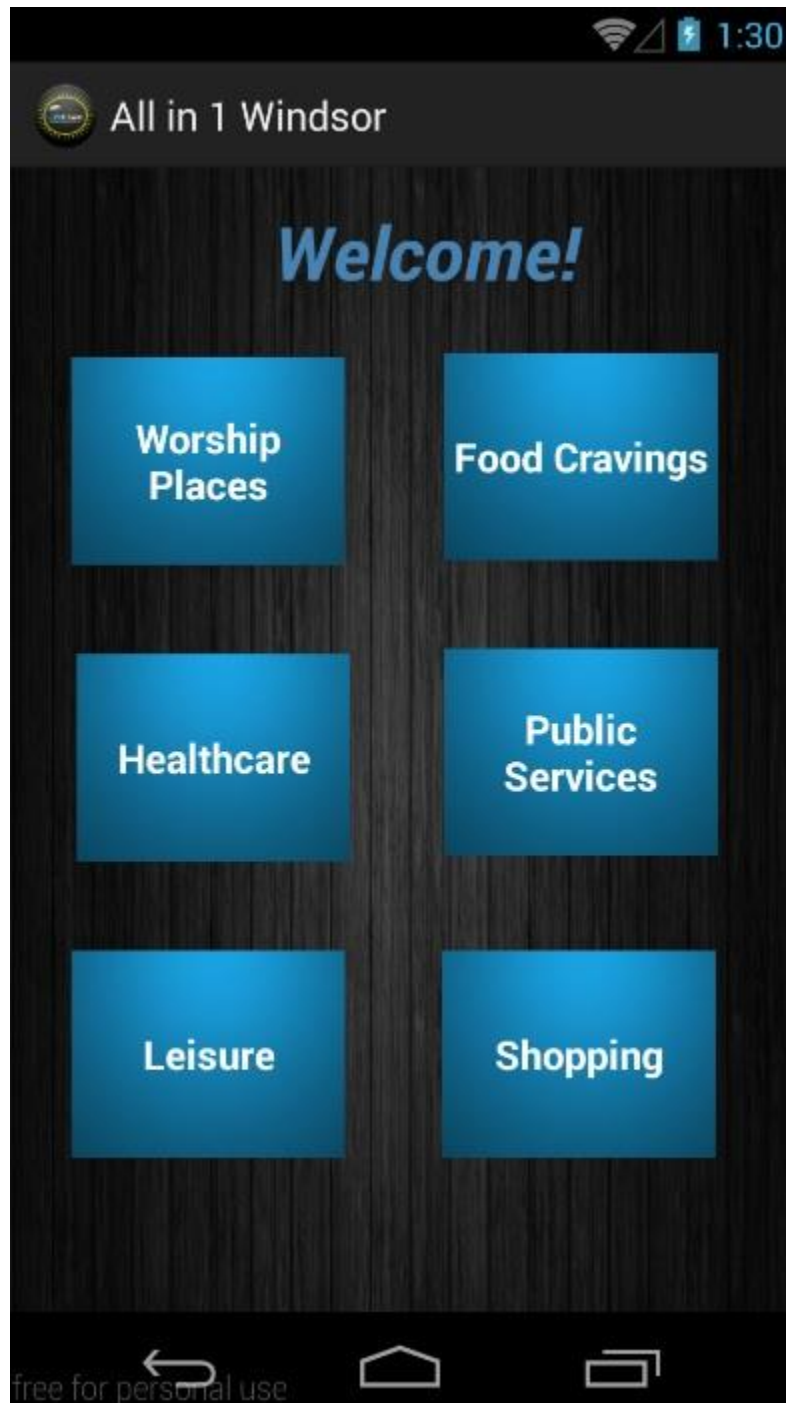 1:30
All in 1 Windsor
Welcome!
Worship
Places
Food Cravings
Healthcare
Public
Services
Leisure
Shopping
free for personal use